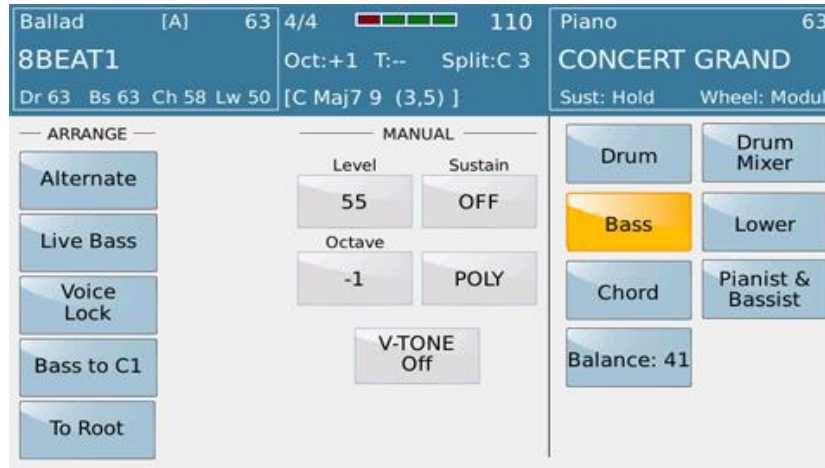 Ballad [A] 63
8BEAT1
Dr 63 Bs 63 Ch 58 Lw 50
4/4 110
Oct:+1 T:-- Split:C 3
[C Maj7 9 (3,5) ]
Piano 63
CONCERT GRAND
Sust: Hold Wheel: Modul
ARRANGE
Alternate
Live Bass
Voice
Lock
Bass to C1
To Root
MANUAL
Level Sustain
55 OFF
Octave
-1 POLY
V-TONE
Off
Drum
Drum
Mixer
Bass
Lower
Chord
Pianist &
Bassist
Balance: 41